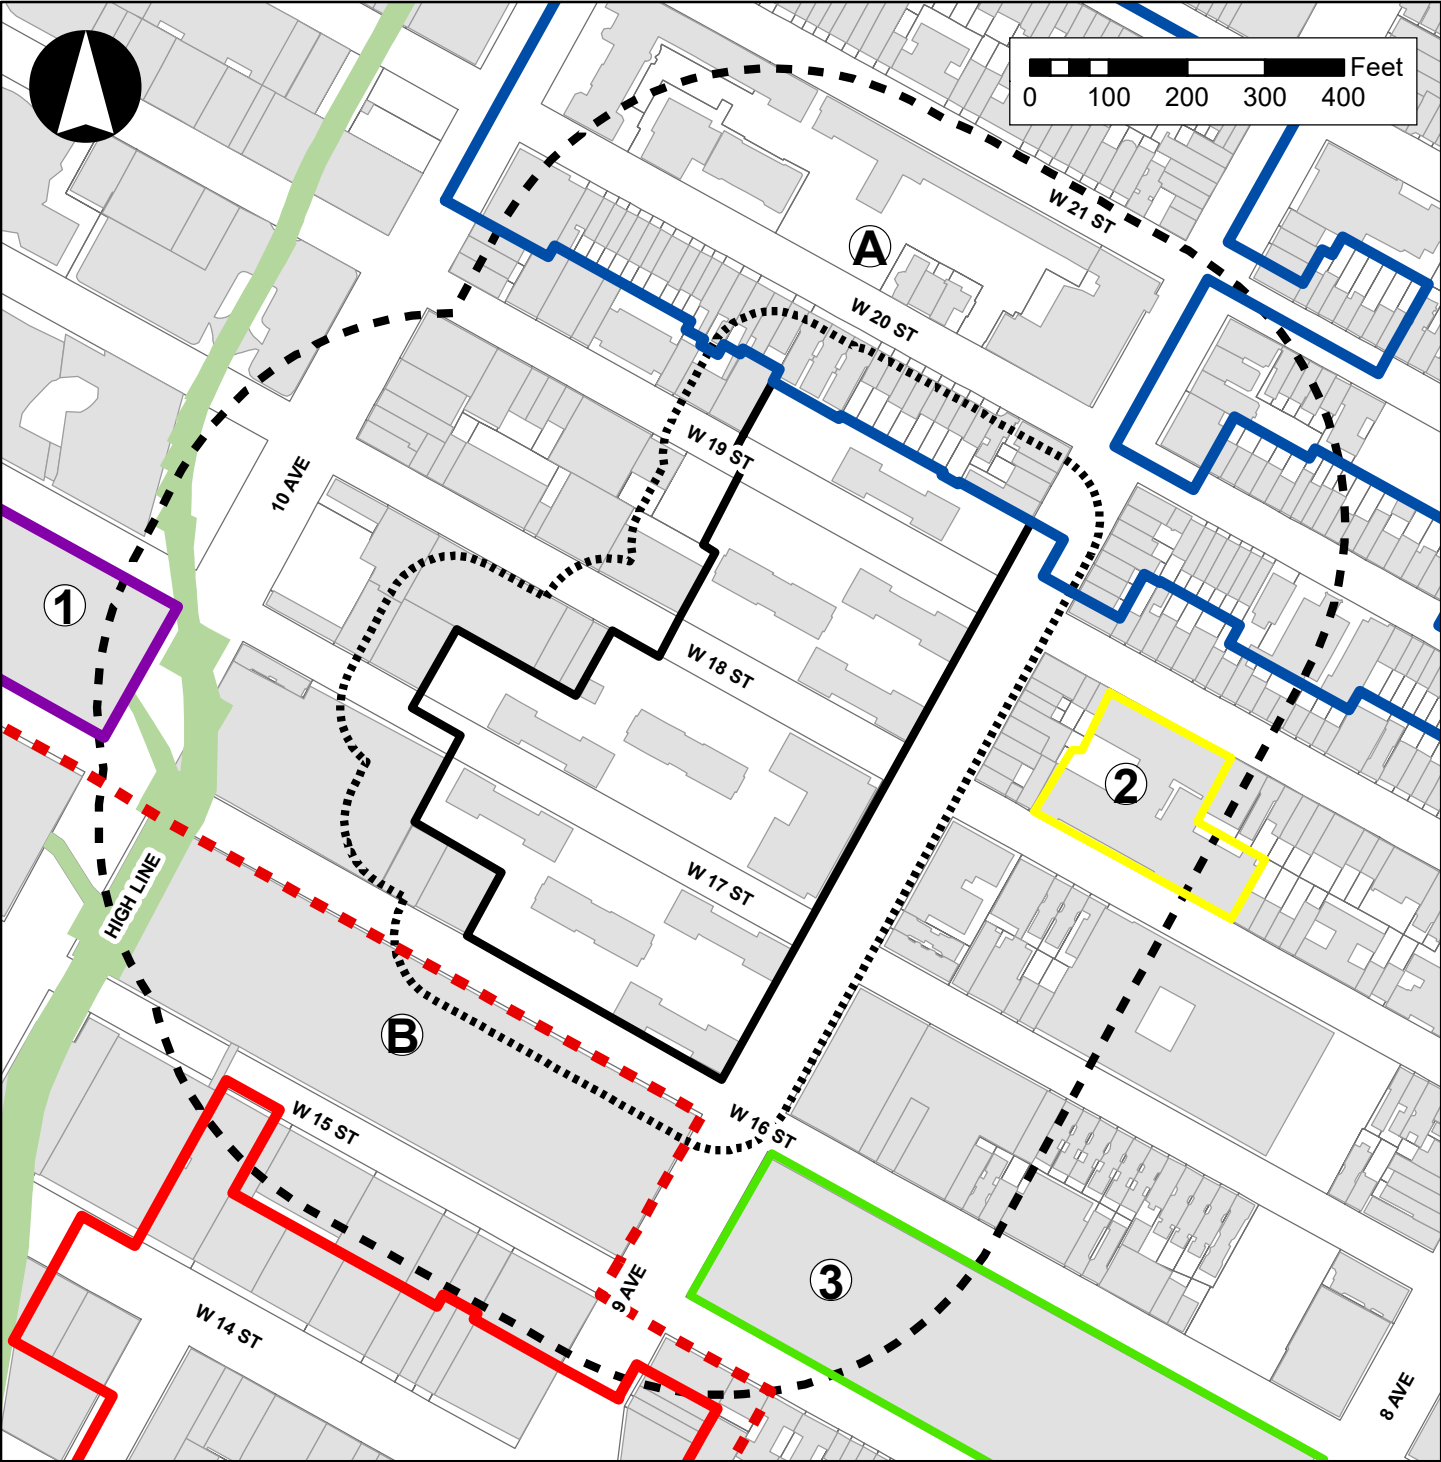 Feet
0 100 200 300 400
W 21 ST
A
W 20 ST
W 19 ST
10 AVE
1
W 18 ST
2
W 17 ST
HIGH LINE
B
W 16 ST
W 15 ST
3
9 AVE
W 14 ST
8 AVE